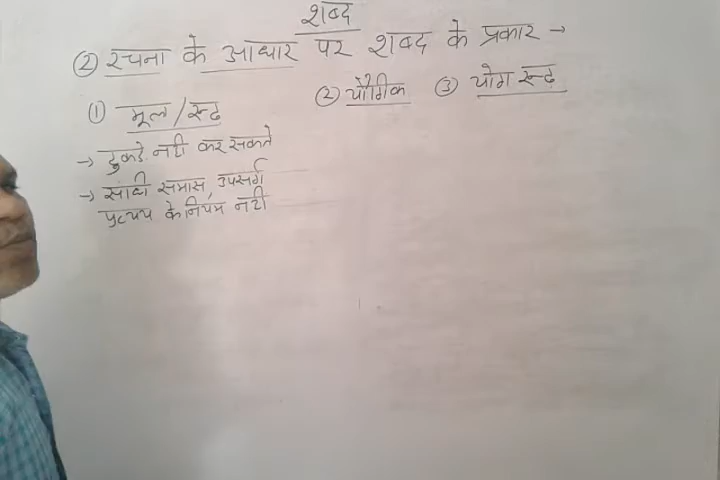 शब्द
② रचना के आधार पर शब्द के प्रकार →
① मूल/रूढ़ ② यौगिक ③ योग रूढ़
→ टुकडे नही कर सकते
→ संधी समास, उपसर्ग
प्रत्यय के नियम नही